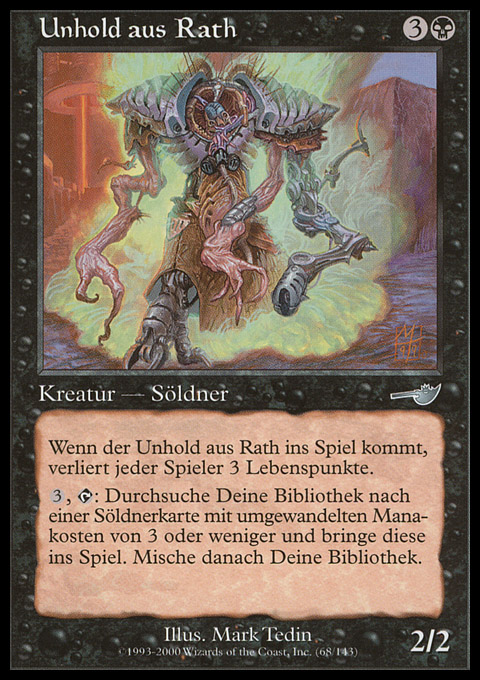 Unhold aus Rath 3
Kreatur — Söldner
Wenn der Unhold aus Rath ins Spiel kommt,
verliert jeder Spieler 3 Lebenspunkte.
3, : Durchsuche Deine Bibliothek nach
einer Söldnerkarte mit umgewandelten Mana-
kosten von 3 oder weniger und bringe diese
ins Spiel. Mische danach Deine Bibliothek.
Illus. Mark Tedin
©1993-2000 Wizards of the Coast, Inc. (68/143)
2/2